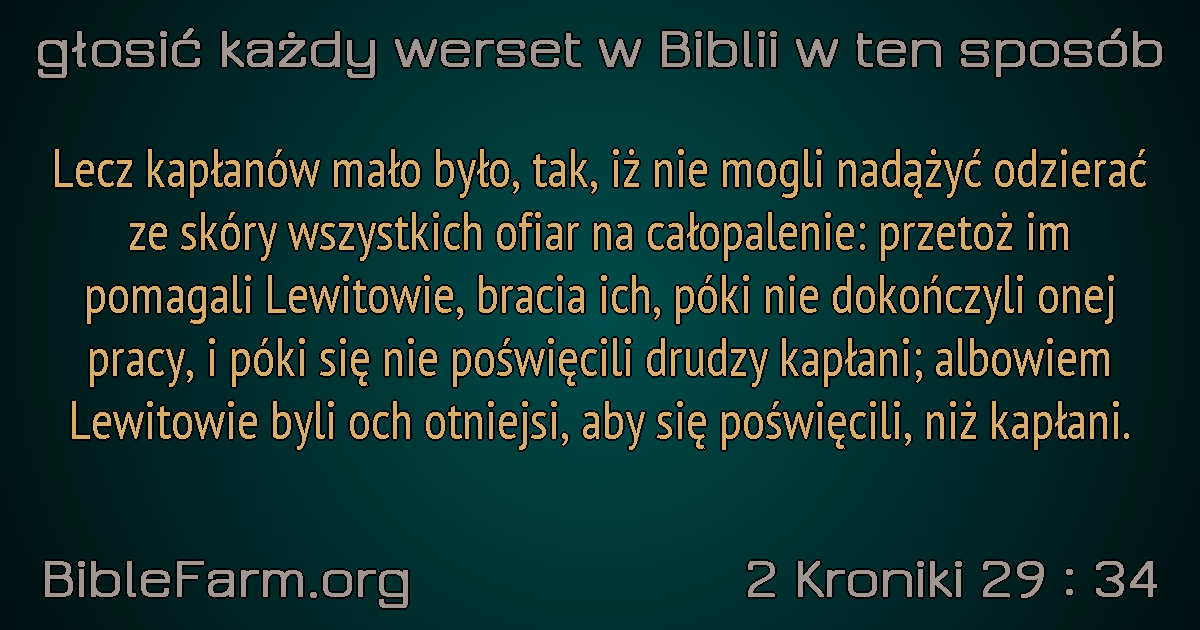 głosić każdy werset w Biblii w ten sposób
Lecz kapłanów mało było, tak, iż nie mogli nadążyć odzierać
ze skóry wszystkich ofiar na całopalenie: przetoż im
pomagali Lewitowie, bracia ich, póki nie dokończyli onej
pracy, i póki się nie poświęcili drudzy kapłani; albowiem
Lewitowie byli och otniejsi, aby się poświęcili, niż kapłani.
BibleFarm.org
2 Kroniki 29 : 34